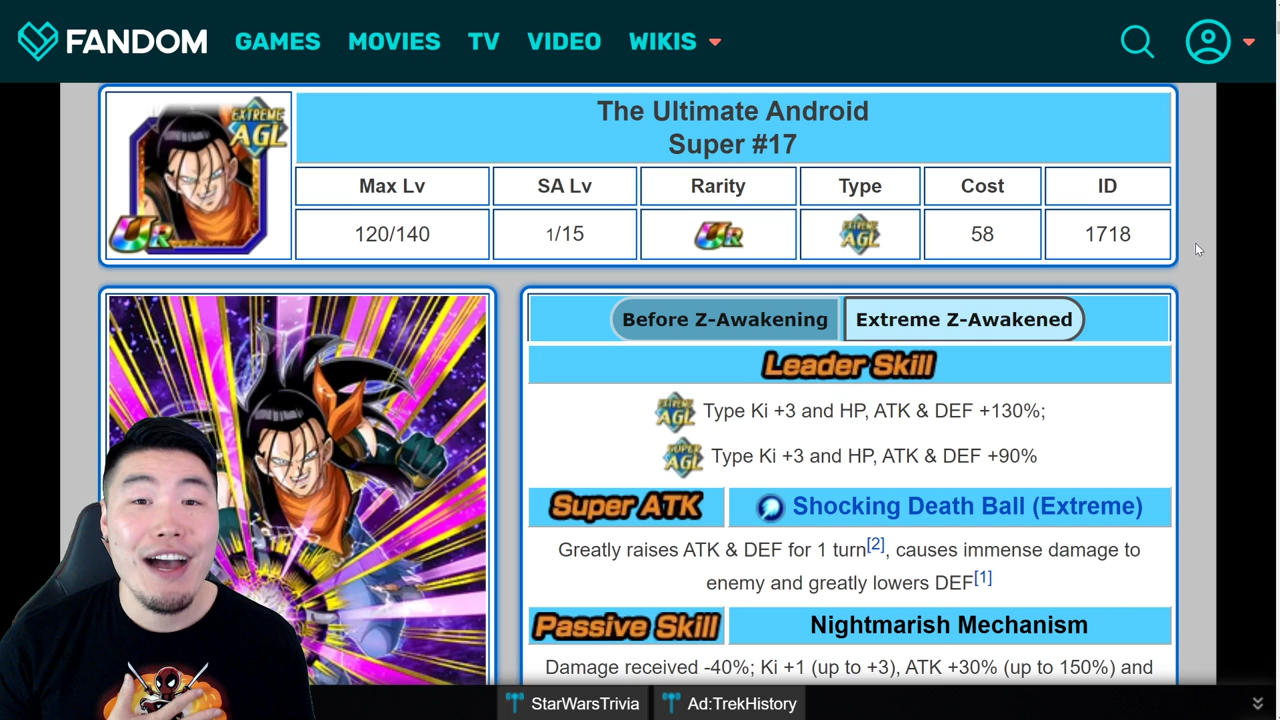 FANDOM GAMES MOVIES TV VIDEO WIKIS
EXTREME
AGL
UR
The Ultimate Android
Super #17
Max Lv SA Lv Rarity Type Cost ID
120/140 1/15 UR EXTREME AGL 58 1718
Before Z-Awakening Extreme Z-Awakened
Leader Skill
EXTREME AGL Type Ki +3 and HP, ATK & DEF +130%;
SUPER AGL Type Ki +3 and HP, ATK & DEF +90%
Super ATK Shocking Death Ball (Extreme)
Greatly raises ATK & DEF for 1 turn[2], causes immense damage to
enemy and greatly lowers DEF[1]
Passive Skill Nightmarish Mechanism
Damage received -40%; Ki +1 (up to +3), ATK +30% (up to 150%) and
StarWarsTrivia Ad:TrekHistory